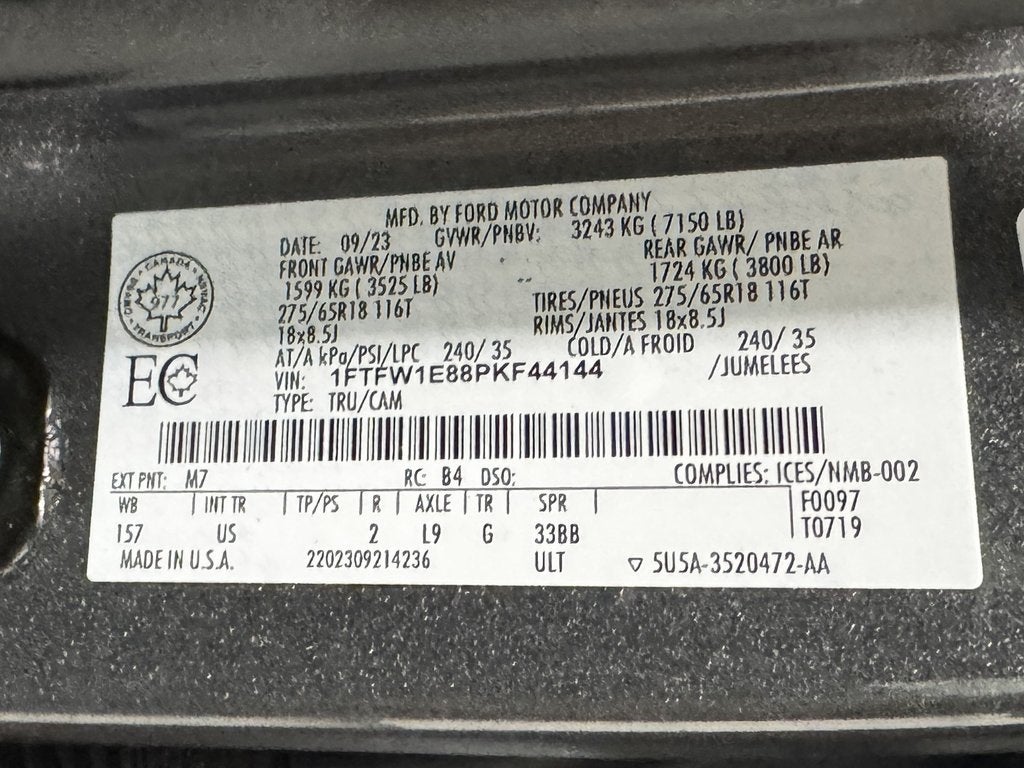 MFD. BY FORD MOTOR COMPANY
DATE: 09/23 GVWR/PNBV: 3243 KG ( 7150 LB)
FRONT GAWR/PNBE AV REAR GAWR/ PNBE AR
1599 KG ( 3525 LB) 1724 KG ( 3800 LB)
275/65R18 116T TIRES/PNEUS 275/65R18 116T
18x8.5J RIMS/JANTES 18x8.5J
AT/A kPa/PSI/LPC 240/ 35 COLD/A FROID 240/ 35
VIN: 1FTFW1E88PKF44144 /JUMELEES
TYPE: TRU/CAM
CANADA
977
TRANSPORT
EC
EXT PNT: M7 RC: B4 DSO: COMPLIES: ICES/NMB-002
WB INT TR TP/PS R AXLE TR SPR F0097
157 US 2 L9 G 33BB T0719
MADE IN U.S.A. 2202309214236 ULT ▽ 5U5A-3520472-AA